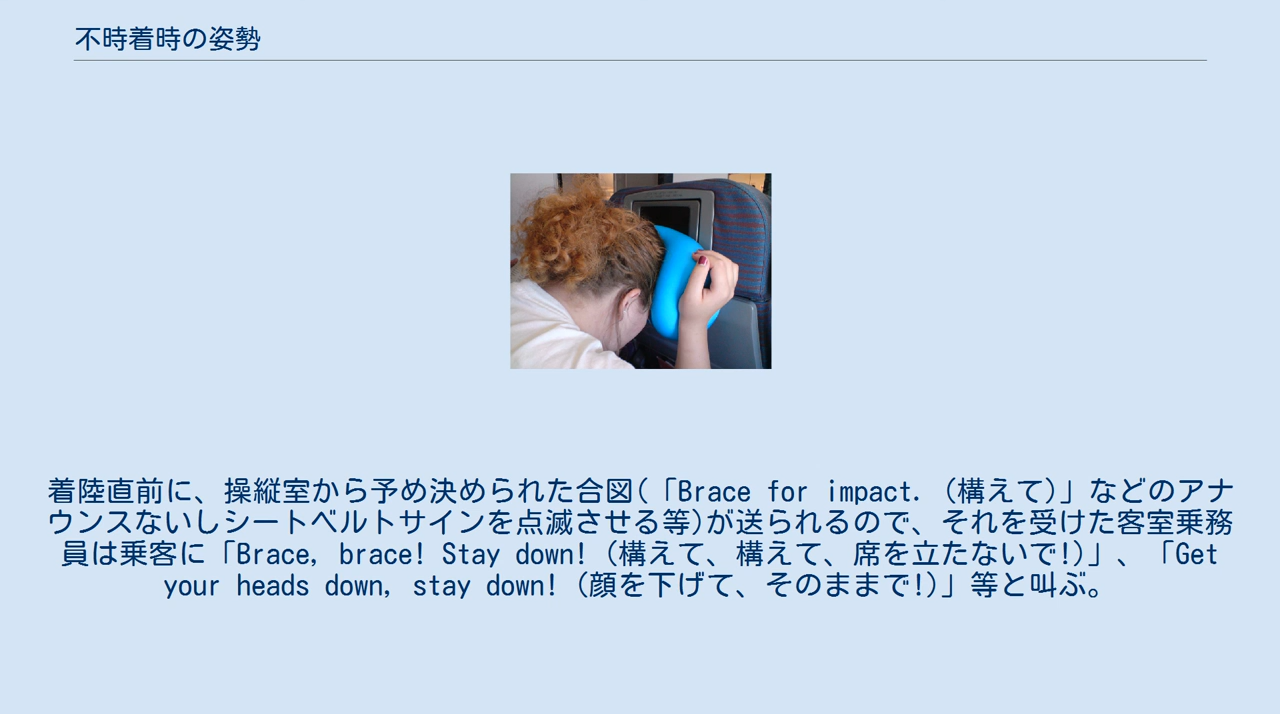 不時着時の姿勢
着陸直前に、操縦室から予め決められた合図(「Brace for impact. (構えて)」などのアナ
ウンスないしシートベルトサインを点滅させる等)が送られるので、それを受けた客室乗務
員は乗客に「Brace, brace! Stay down! (構えて、構えて、席を立たないで!)」、「Get
your heads down, stay down! (顔を下げて、そのままで!)」等と叫ぶ。